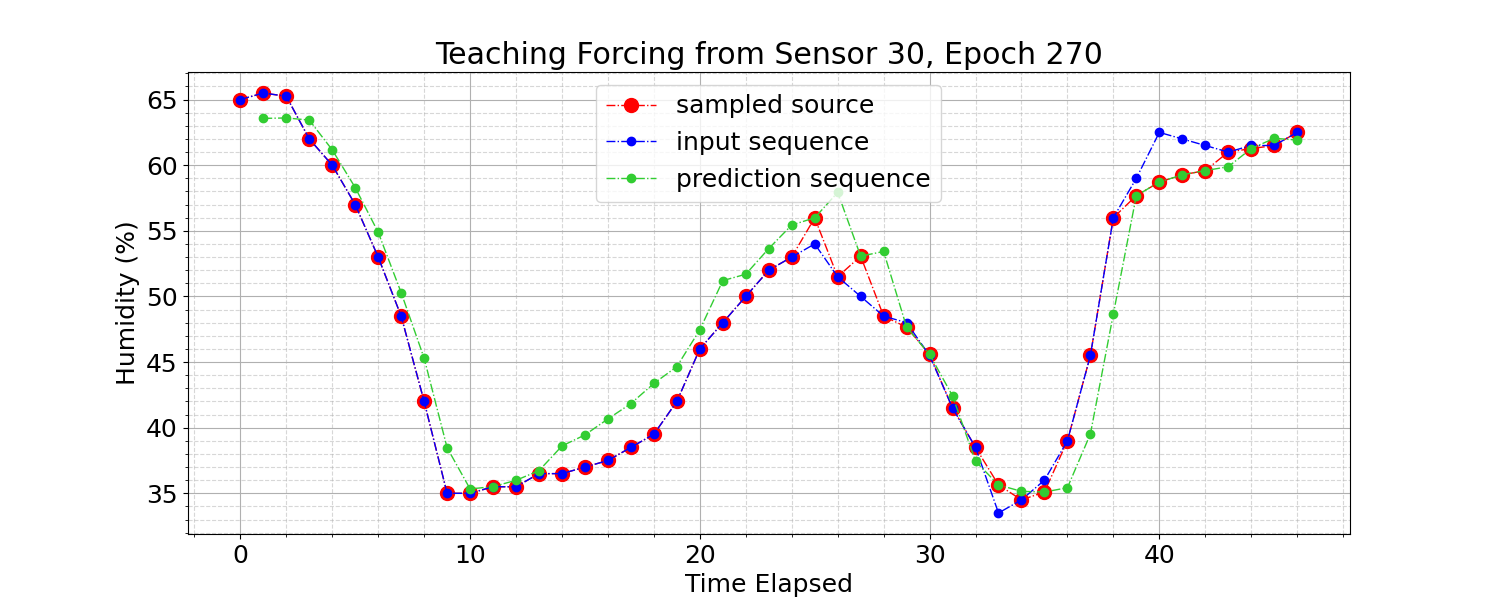 Teaching Forcing from Sensor 30, Epoch 270
65
60
55
50
45
40
35
Humidity (%)
sampled source
input sequence
prediction sequence
0 10 20 30 40
Time Elapsed